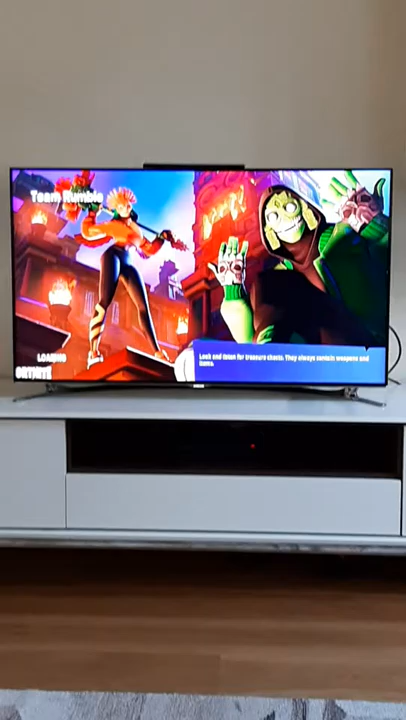 Team Rumble
LOADING
FORTNITE
Look and listen for treasure chests. They always contain weapons and
items.